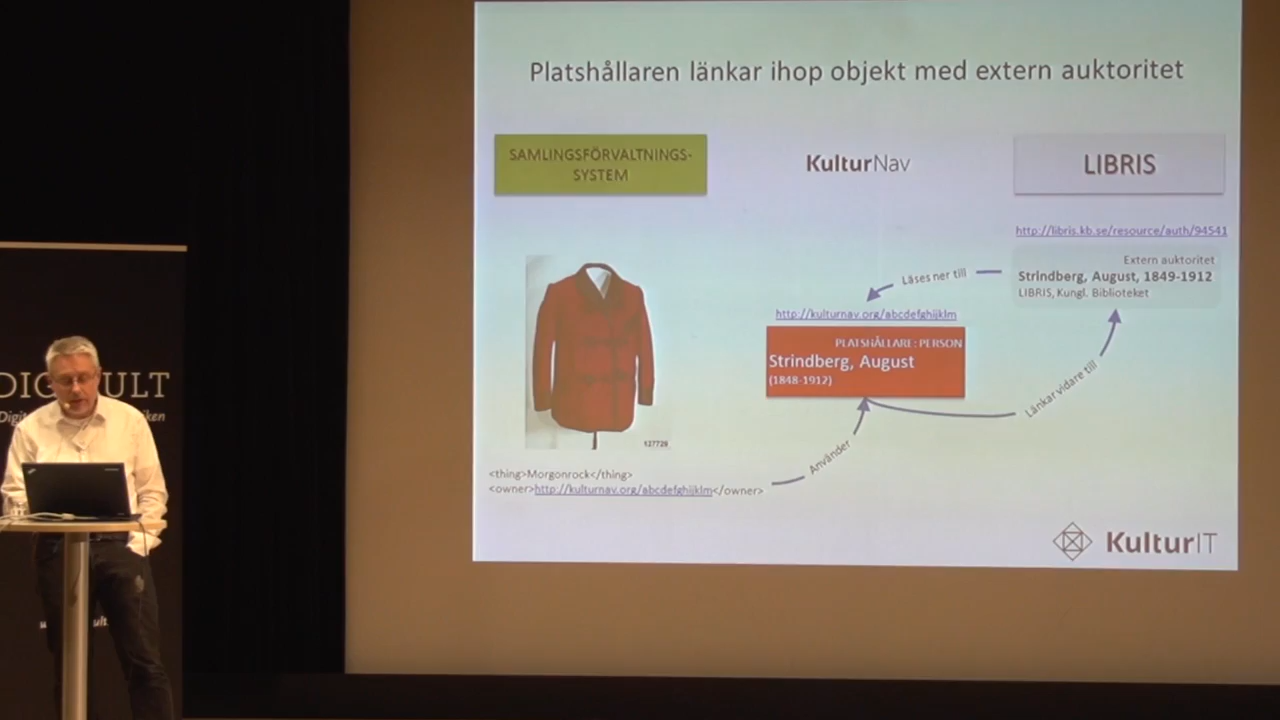 Platshållaren länkar ihop objekt med extern auktoritet
SAMLINGSFÖRVALTNINGS-
SYSTEM
KulturNav
LIBRIS
http://libris.kb.se/resource/auth/94541
Extern auktoritet
Strindberg, August, 1849-1912
LIBRIS, Kungl. Biblioteket
Läses ner till
http://kulturnav.org/abcdefghijklm
PLATSHÅLLARE: PERSON
Strindberg, August
(1848-1912)
Länkar vidare till
Använder
137729
<thing>Morgonrock</thing>
<owner>http://kulturnav.org/abcdefghijklm</owner>
KulturIT